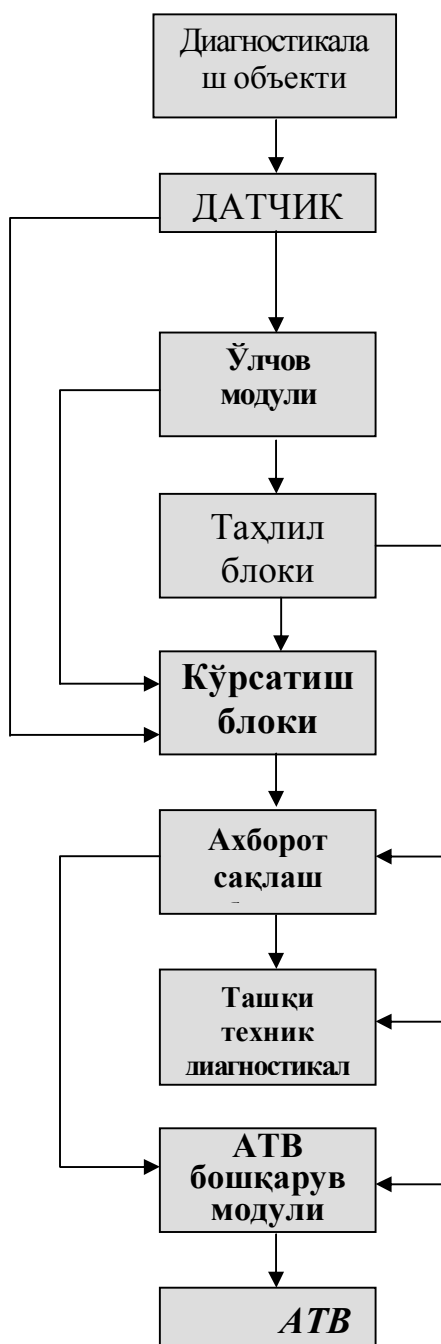 Диагностикала
ш объекти
ДАТЧИК
Ўлчов
модули
Таҳлил
блоки
Кўрсатиш
блоки
Ахборот
сақлаш
Ташқи
техник
диагностикал
АТВ
бошқарув
модули
АТВ